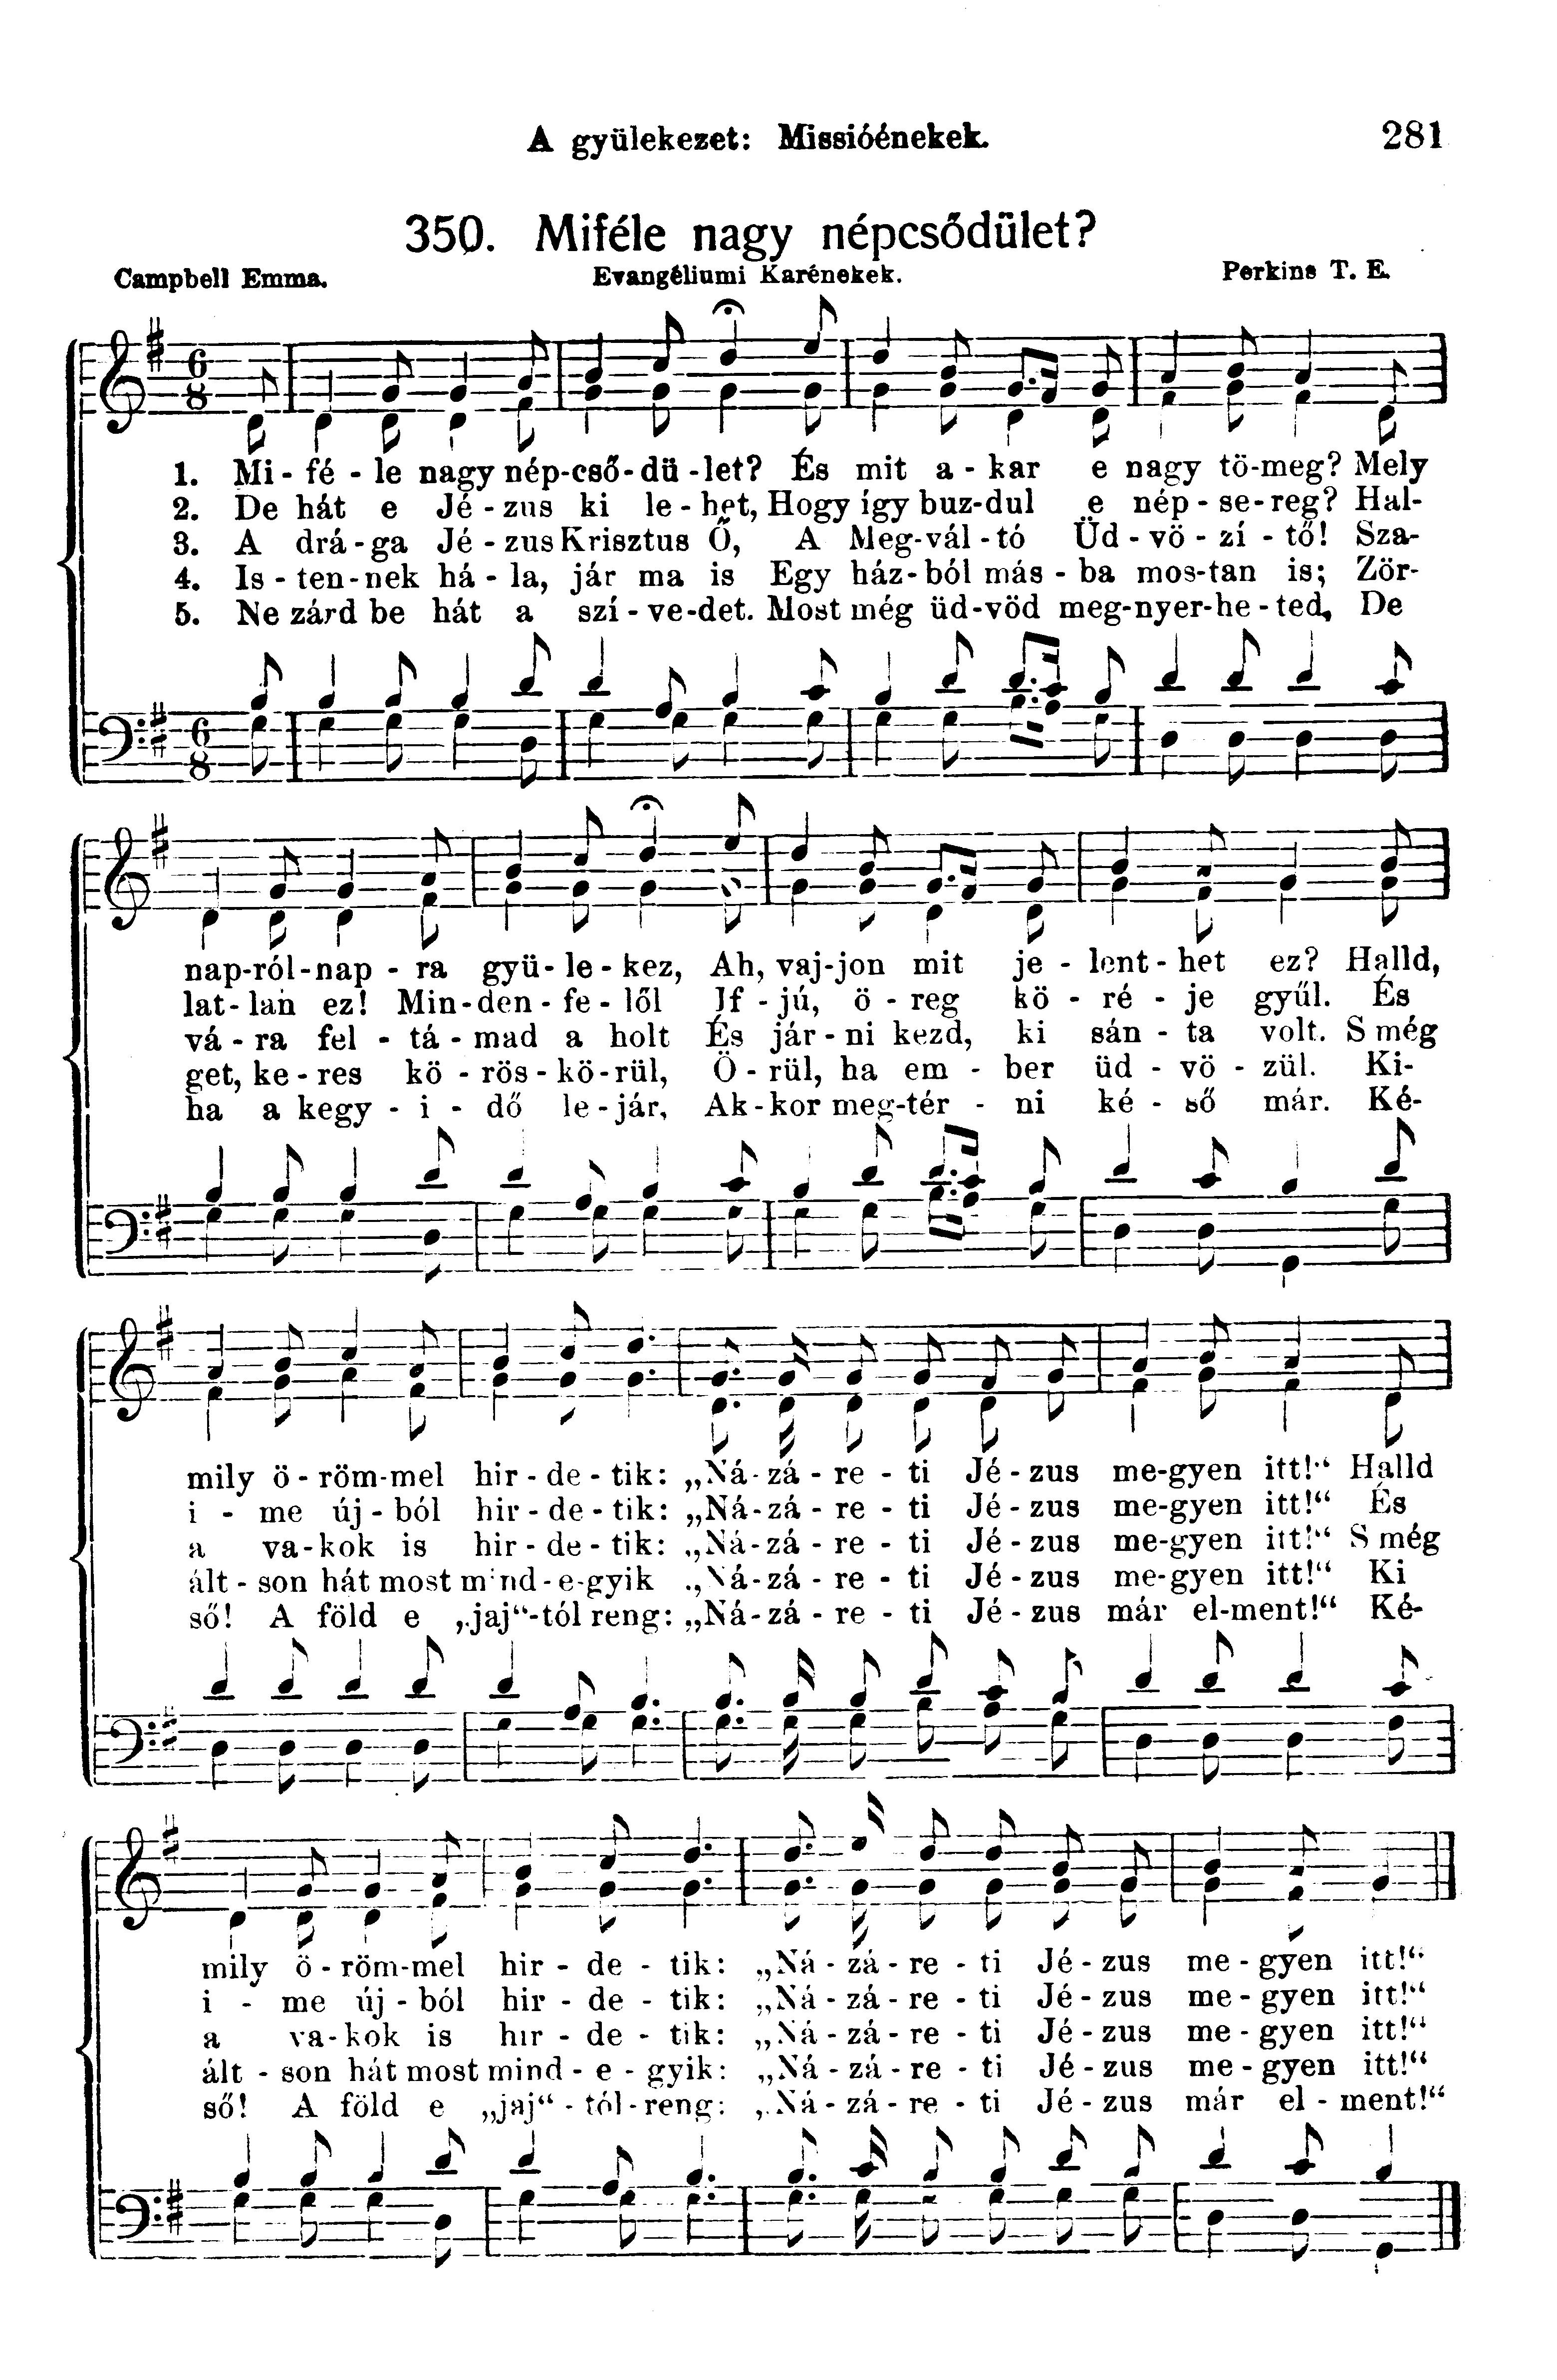 A gyülekezet: Missióénekek. 281
350. Miféle nagy népcsődület?
Campbell Emma. Evangéliumi Karénekek. Perkins T. E.
6 8
1. Mi - fé - le nagy nép-cső-dü-let? És mit a - kar e nagy tö-meg? Mely
2. De hát e Jé - zus ki le - het, Hogy így buz-dul e nép - se - reg? Hal-
3. A drá - ga Jé - zus Krisztus Ő, A Meg-vál-tó Üd - vö - zí - tő! Sza-
4. Is - ten - nek há - la, jár ma is Egy ház-ból más - ba mos-tan is; Zör-
5. Ne zárd be hát a szí - ve-det. Most még üd-vöd meg-nyer-he-ted, De
6 8
nap-ról-nap - ra gyü - le - kez, Ah, vaj-jon mit je - lent - het ez? Halld,
lat-lan ez! Min-den - fe - lől If - jú, ö - reg kö - ré - je gyűl. És
vá - ra fel - tá - mad a holt És jár - ni kezd, ki sán - ta volt. S még
get, ke - res kö - rös - kö - rül, Ö - rül, ha em - ber üd - vö - zül. Ki-
ha a kegy - i - dő le - jár, Ak-kor meg-tér - ni ké - ső már. Ké-
mily ö - röm-mel hir - de - tik: „Ná - zá - re - ti Jé - zus me-gyen itt!“ Halld
i - me új - ból hir - de - tik: „Ná - zá - re - ti Jé - zus me-gyen itt!“ És
a va - kok is hir - de - tik: „Ná - zá - re - ti Jé - zus me-gyen itt!“ S még
ált - son hát most mind - e - gyik „Ná - zá - re - ti Jé - zus me-gyen itt!“ Ki
ső! A föld e „jaj“-tól reng: „Ná - zá - re - ti Jé - zus már el-ment!“ Ké-
mily ö - röm-mel hir - de - tik: „Ná - zá - re - ti Jé - zus me - gyen itt!“
i - me új - ból hir - de - tik: „Ná - zá - re - ti Jé - zus me - gyen itt!“
a va - kok is hir - de - tik: „Ná - zá - re - ti Jé - zus me - gyen itt!“
ált - son hát most mind - e - gyik: „Ná - zá - re - ti Jé - zus me - gyen itt!“
ső! A föld e „jaj“ - tól - reng: „Ná - zá - re - ti Jé - zus már el - ment!“